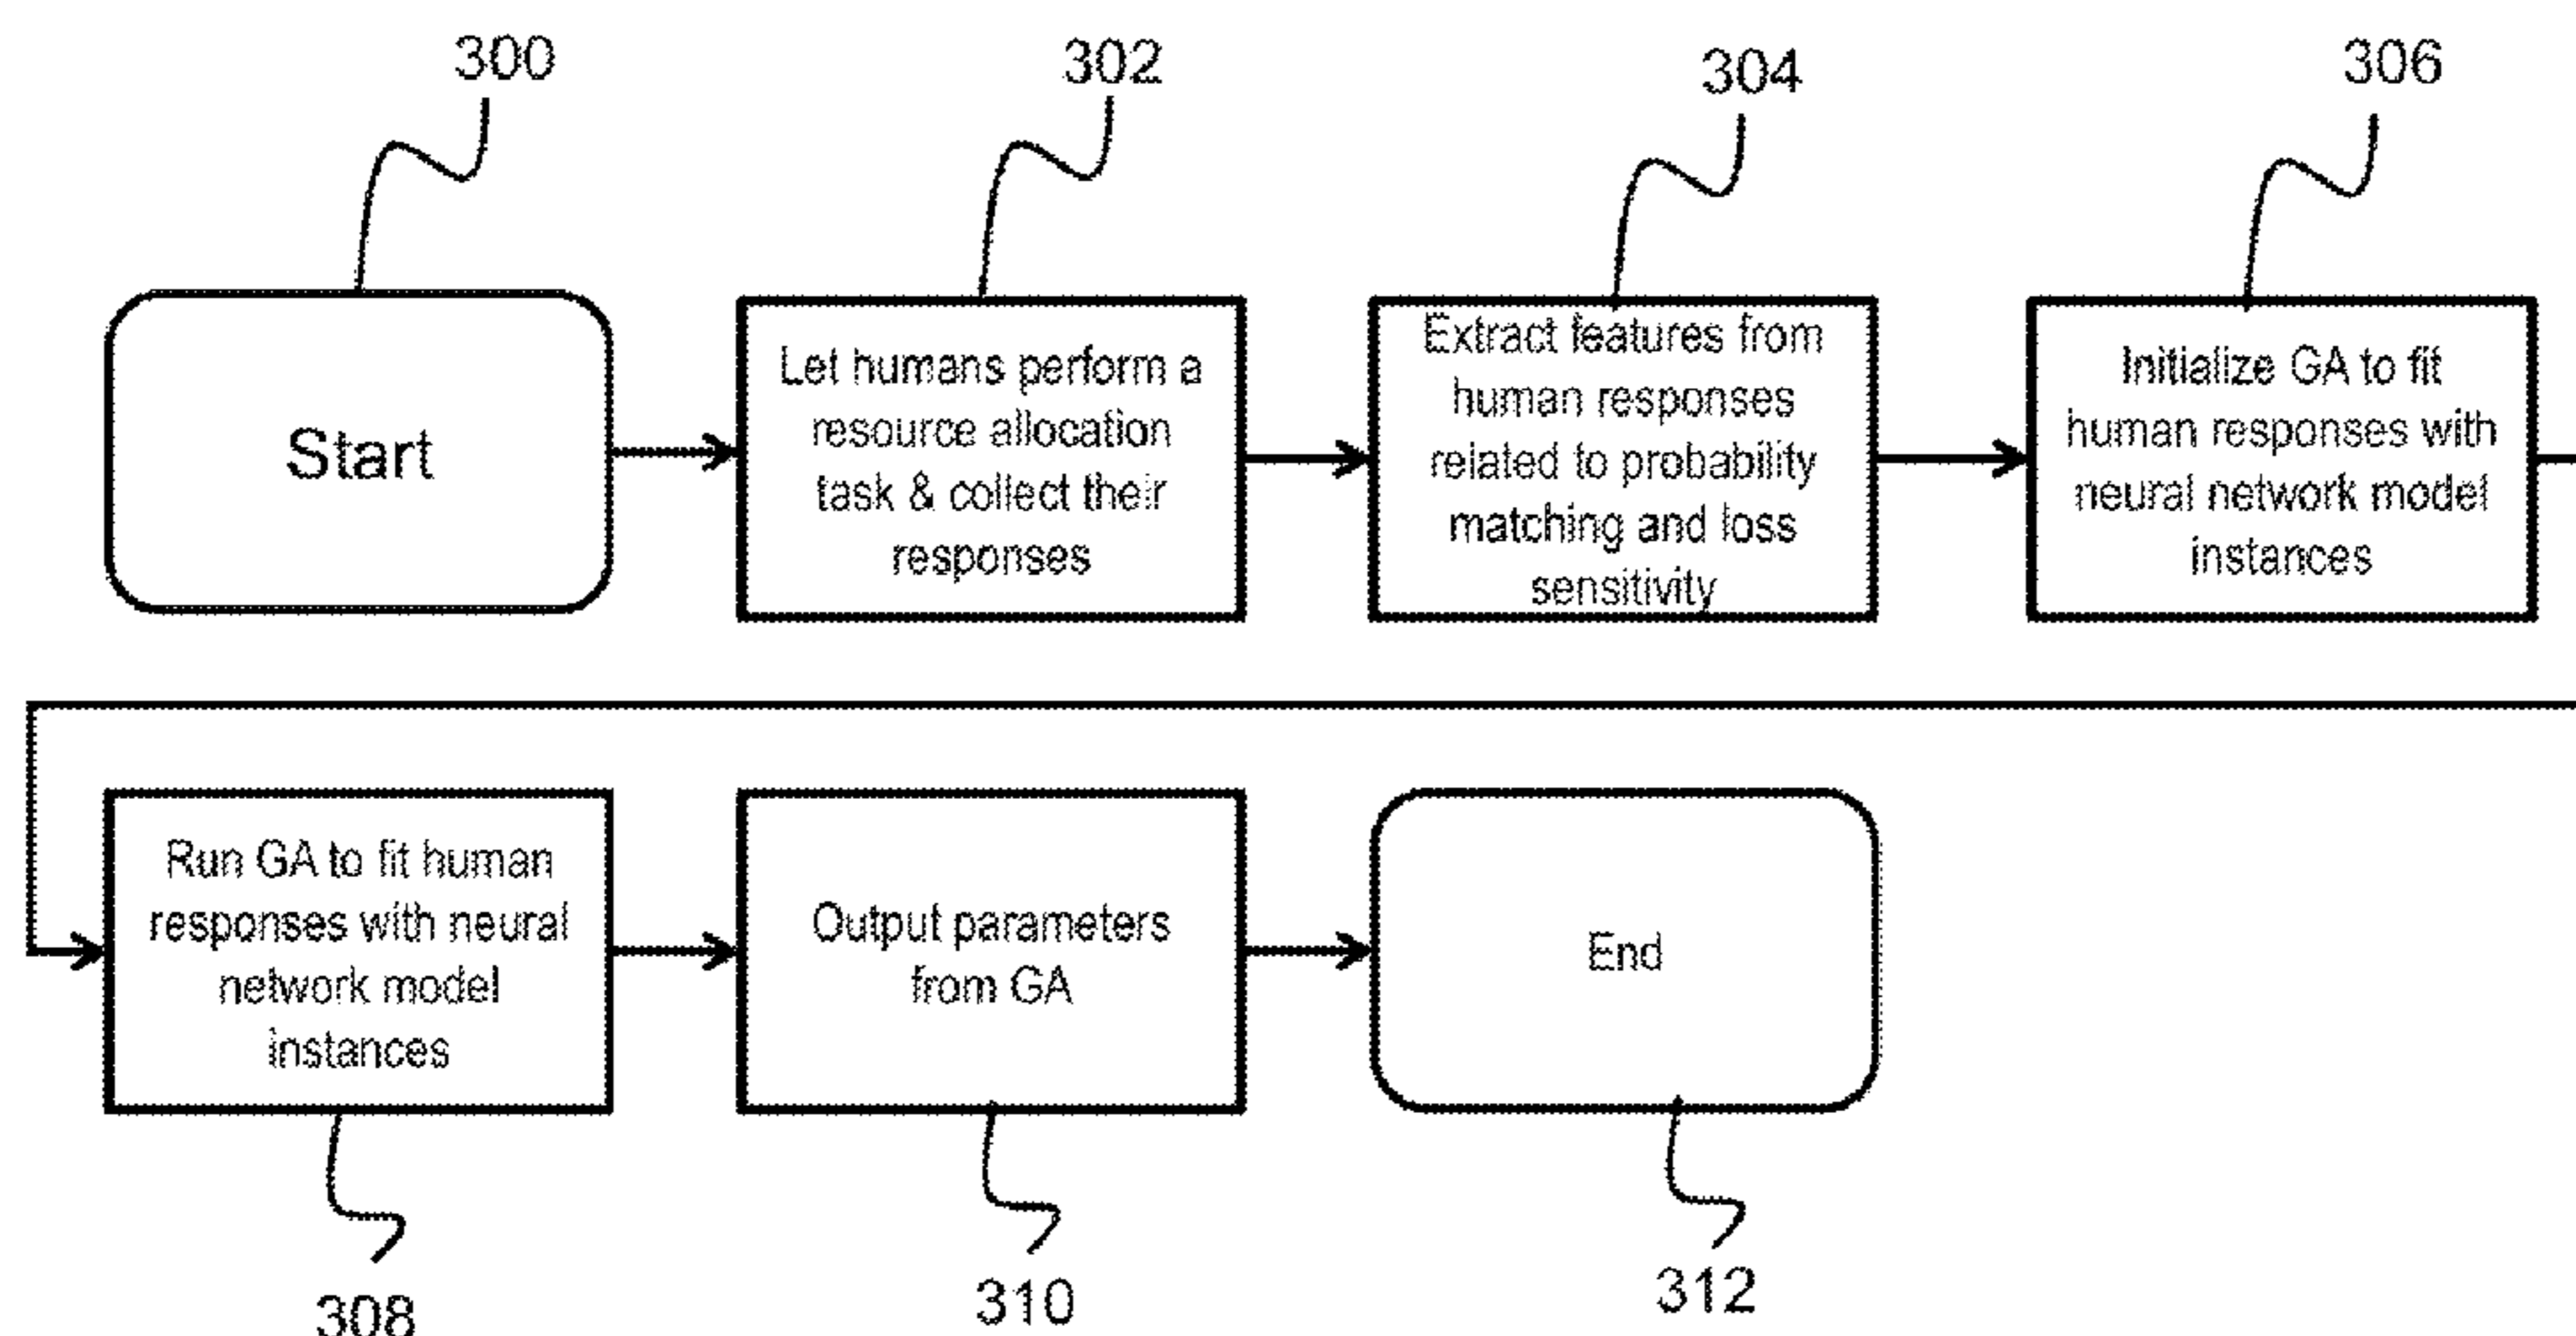 300
302
304
306
Start
Let humans perform a
resource allocation
task & collect their
responses
Extract features from
human responses
related to probability
matching and loss
sensitivity
Initialize GA to fit
human responses with
neural network model
instances
Run GA to fit human
responses with neural
network model
instances
Output parameters
from GA
End
308
310
312